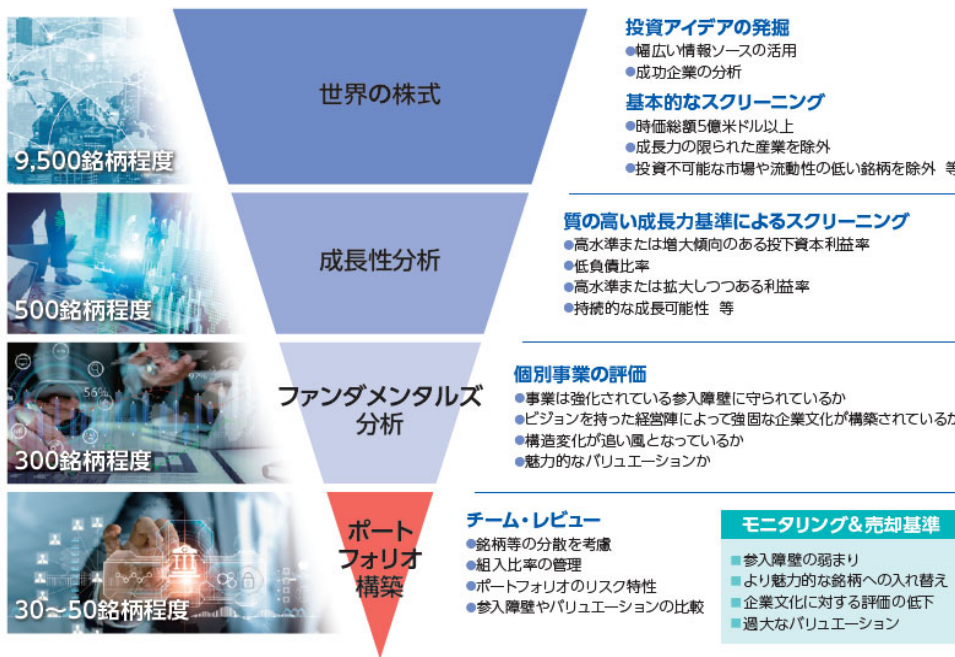 世界の株式
9,500銘柄程度
投資アイデアの発掘
●幅広い情報ソースの活用
●成功企業の分析
基本的なスクリーニング
●時価総額5億米ドル以上
●成長力の限られた産業を除外
●投資不可能な市場や流動性の低い銘柄を除外 等
成長性分析
500銘柄程度
質の高い成長力基準によるスクリーニング
●高水準または増大傾向のある投下資本利益率
●低負債比率
●高水準または拡大しつつある利益率
●持続的な成長可能性 等
ファンダメンタルズ
分析
56%
97%
300銘柄程度
個別事業の評価
●事業は強化されている参入障壁に守られているか
●ビジョンを持った経営陣によって強固な企業文化が構築されているか
●構造変化が追い風となっているか
●魅力的なバリュエーションか
ポート
フォリオ
構築
30～50銘柄程度
チーム・レビュー
●銘柄等の分散を考慮
●組入比率の管理
●ポートフォリオのリスク特性
●参入障壁やバリュエーションの比較
モニタリング&売却基準
■参入障壁の弱まり
■より魅力的な銘柄への入れ替え
■企業文化に対する評価の低下
■過大なバリュエーション